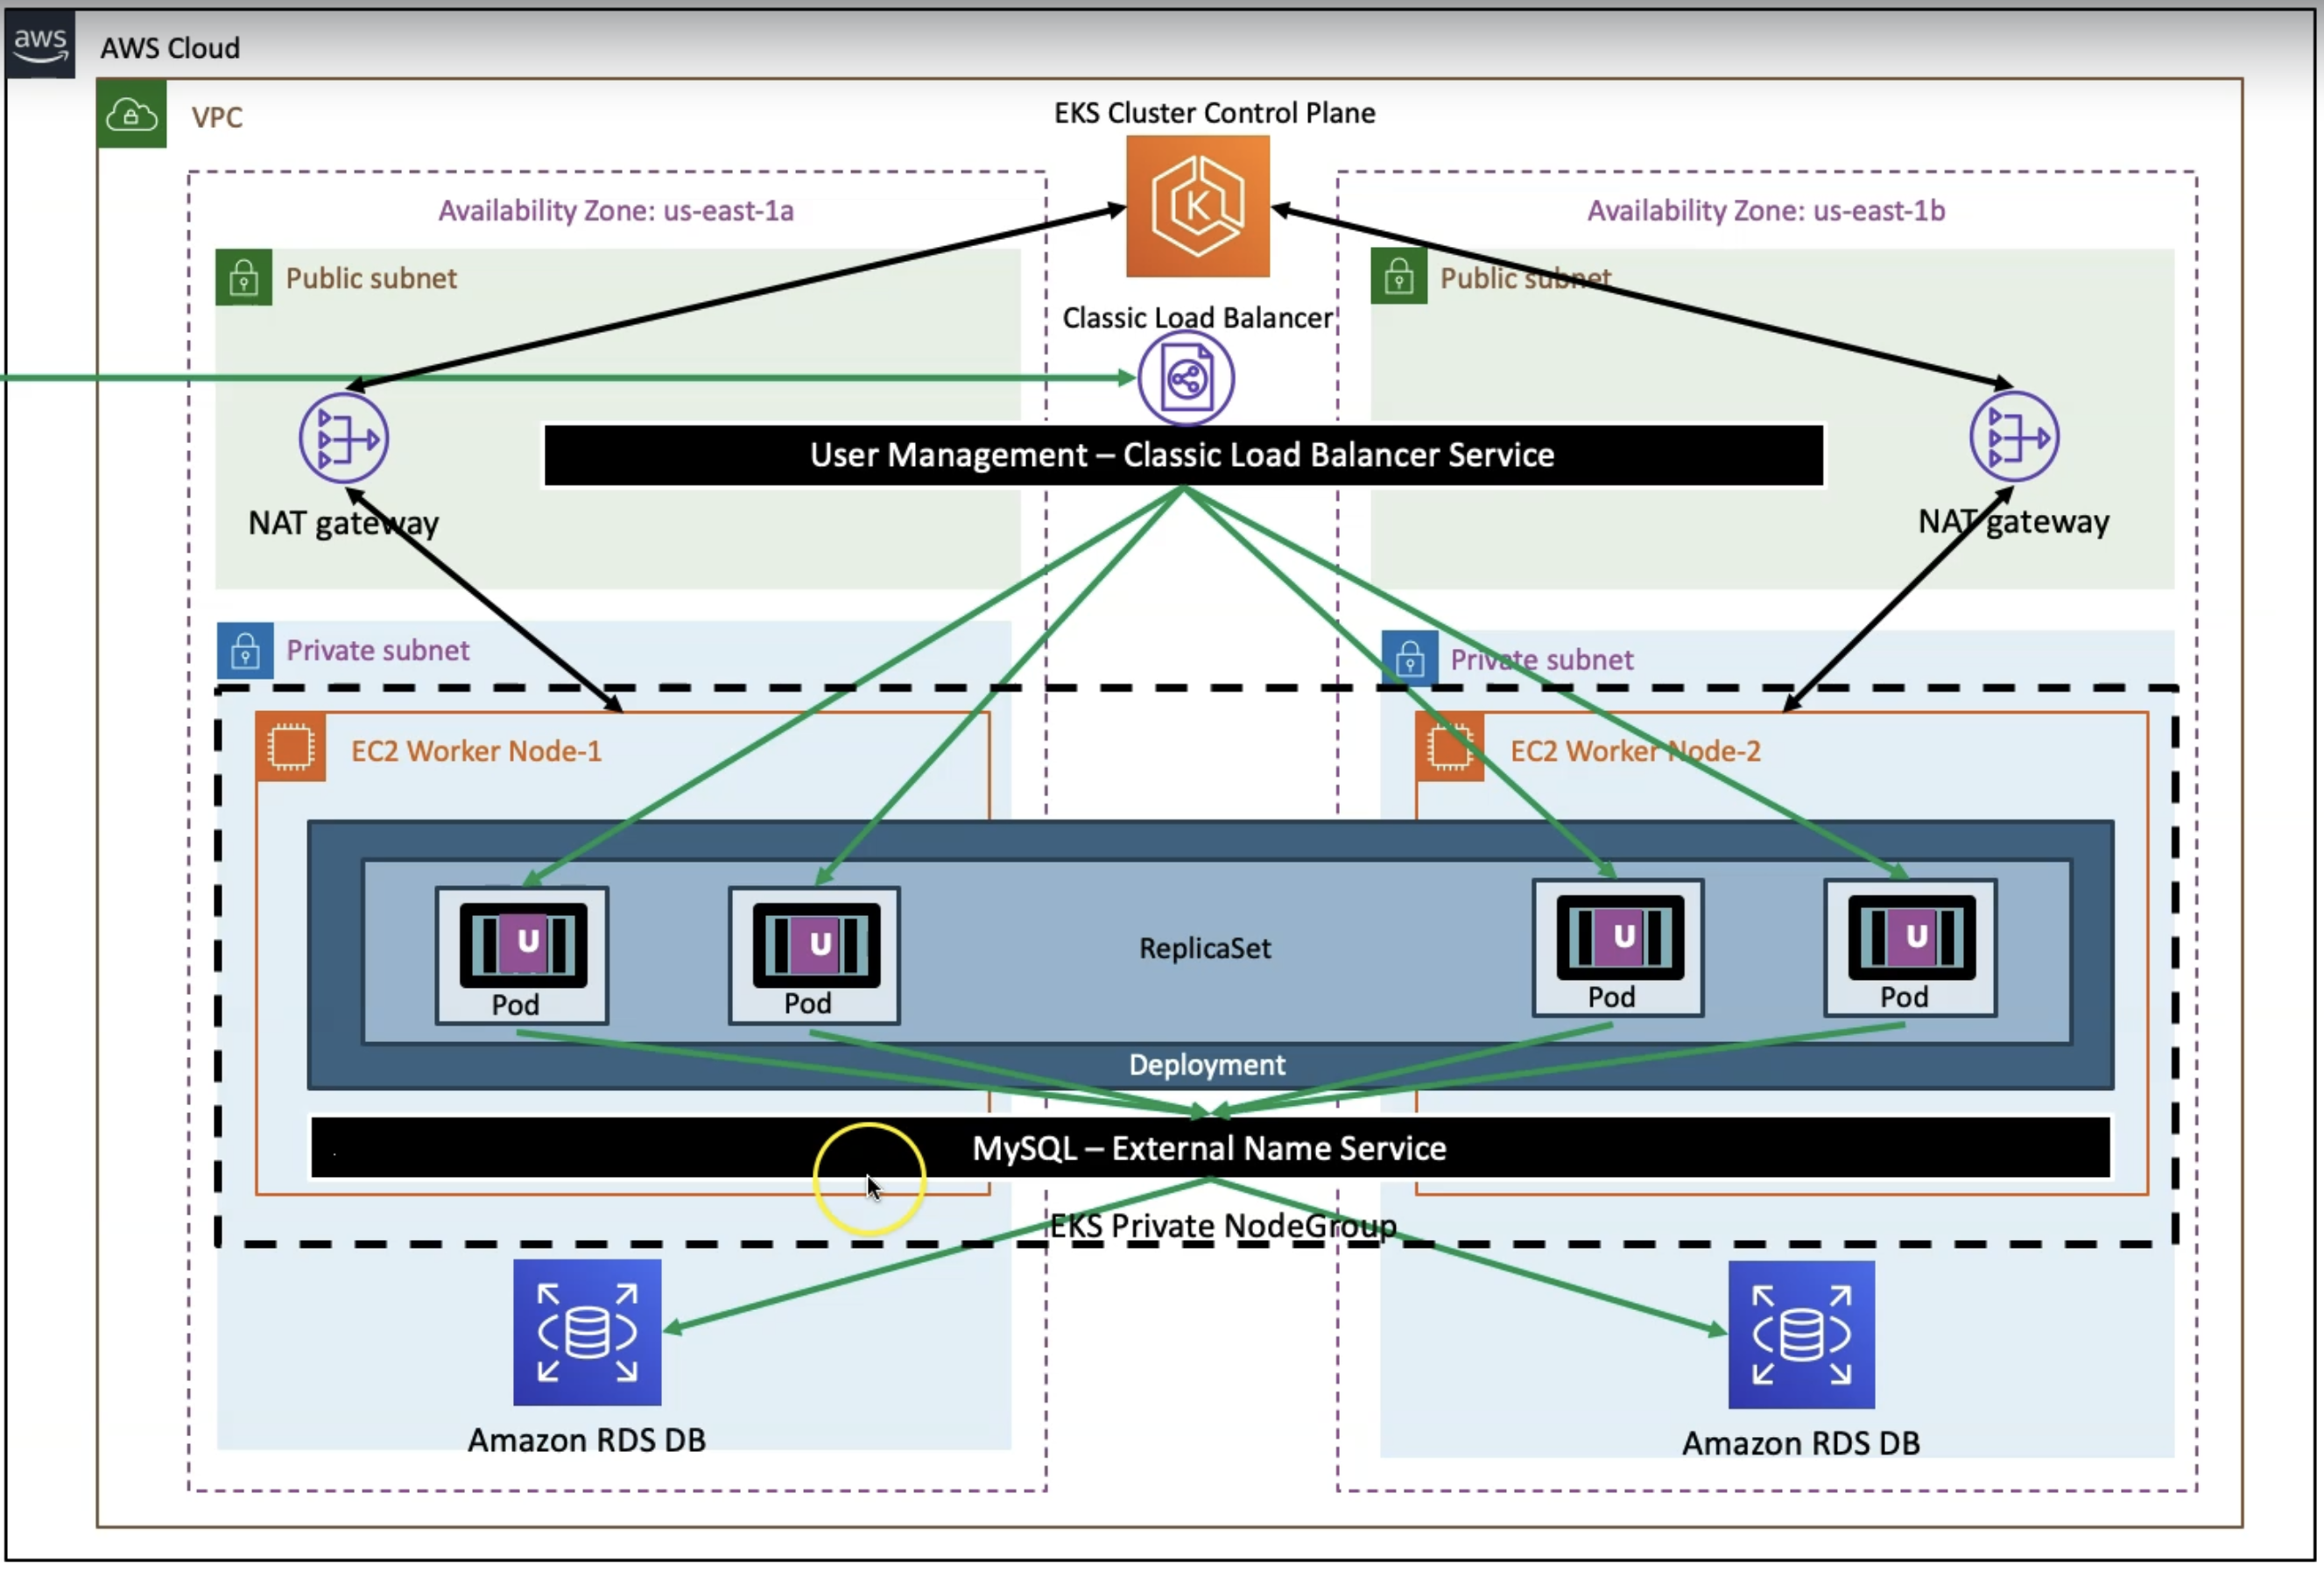 aws
AWS Cloud
VPC
EKS Cluster Control Plane
Availability Zone: us-east-1a
Availability Zone: us-east-1b
Public subnet
Public subnet
Classic Load Balancer
User Management – Classic Load Balancer Service
NAT gateway
NAT gateway
Private subnet
Private subnet
EC2 Worker Node-1
EC2 Worker Node-2
U
U
U
U
Pod
Pod
ReplicaSet
Pod
Pod
Deployment
MySQL – External Name Service
EKS Private NodeGroup
Amazon RDS DB
Amazon RDS DB
K